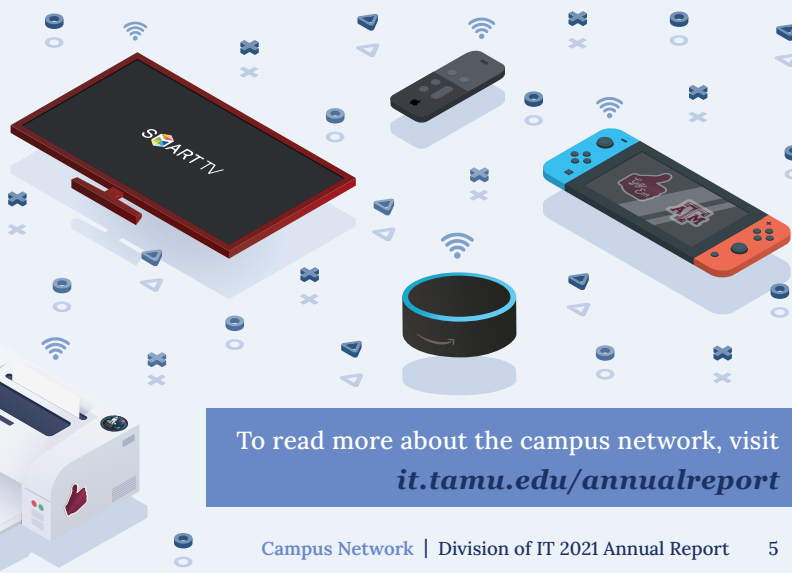 SMART TV
ATM
To read more about the campus network, visit
it.tamu.edu/annualreport
Campus Network | Division of IT 2021 Annual Report 5